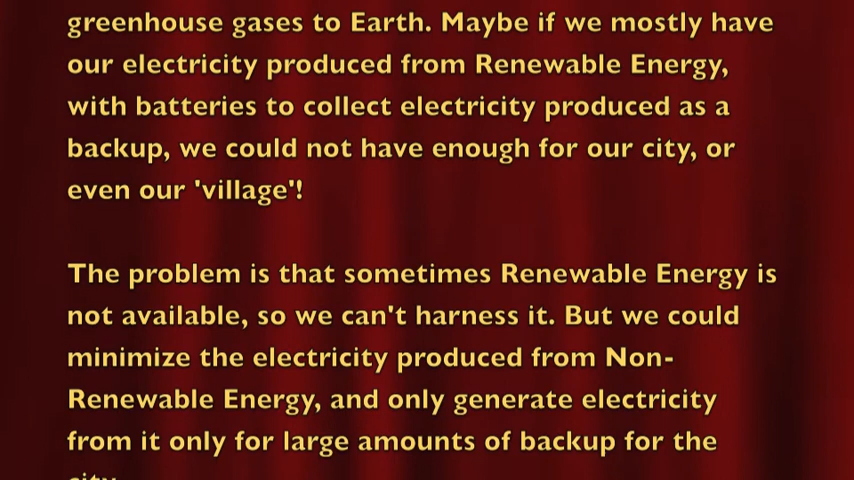 greenhouse gases to Earth. Maybe if we mostly have
our electricity produced from Renewable Energy,
with batteries to collect electricity produced as a
backup, we could not have enough for our city, or
even our 'village'!
The problem is that sometimes Renewable Energy is
not available, so we can't harness it. But we could
minimize the electricity produced from Non-
Renewable Energy, and only generate electricity
from it only for large amounts of backup for the